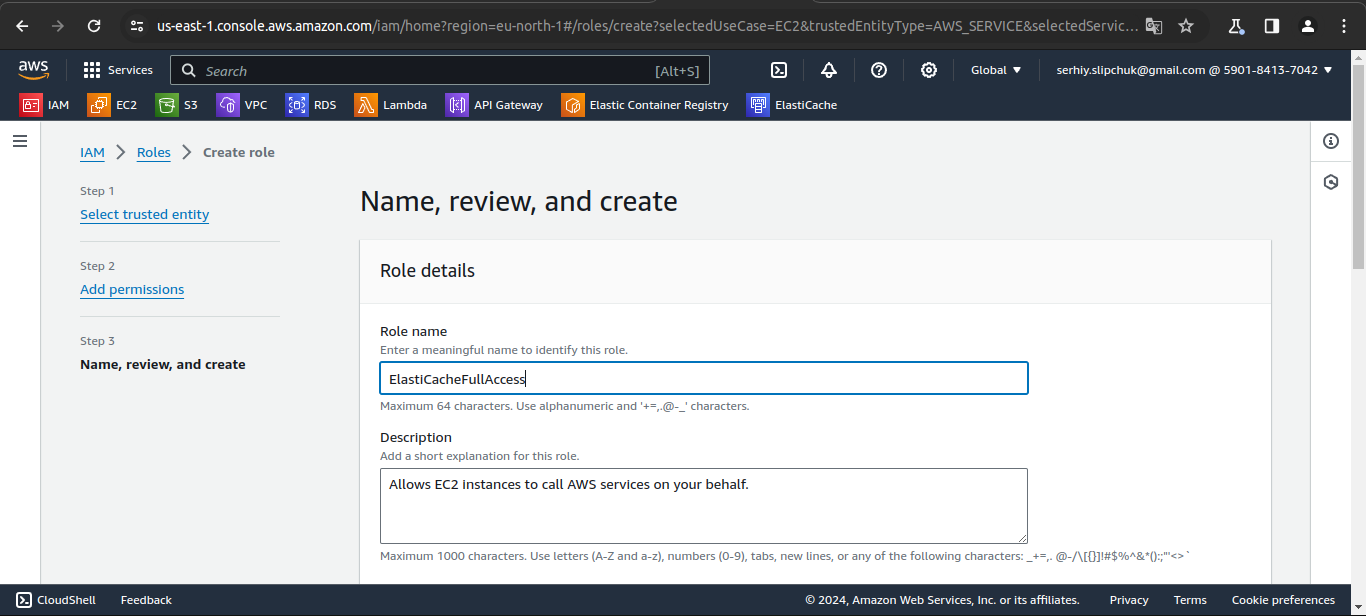 us-east-1.console.aws.amazon.com/iam/home?region=eu-north-1#/roles/create?selectedUseCase=EC2&trustedEntityType=AWS_SERVICE&selectedServic...
aws
Services
Search
[Alt+S]
Global
serhiy.slipchuk@gmail.com @ 5901-8413-7042
IAM
EC2
S3
VPC
RDS
Lambda
API Gateway
Elastic Container Registry
ElastiCache
IAM > Roles > Create role
Step 1
Select trusted entity
Step 2
Add permissions
Step 3
Name, review, and create
Name, review, and create
Role details
Role name
Enter a meaningful name to identify this role.
ElastiCacheFullAccess
Maximum 64 characters. Use alphanumeric and '+=,.@-_' characters.
Description
Add a short explanation for this role.
Allows EC2 instances to call AWS services on your behalf.
Maximum 1000 characters. Use letters (A-Z and a-z), numbers (0-9), tabs, new lines, or any of the following characters: _+=,. @-/\[{}]!#$%^&*();:"'<>`
CloudShell
Feedback
© 2024, Amazon Web Services, Inc. or its affiliates.
Privacy
Terms
Cookie preferences